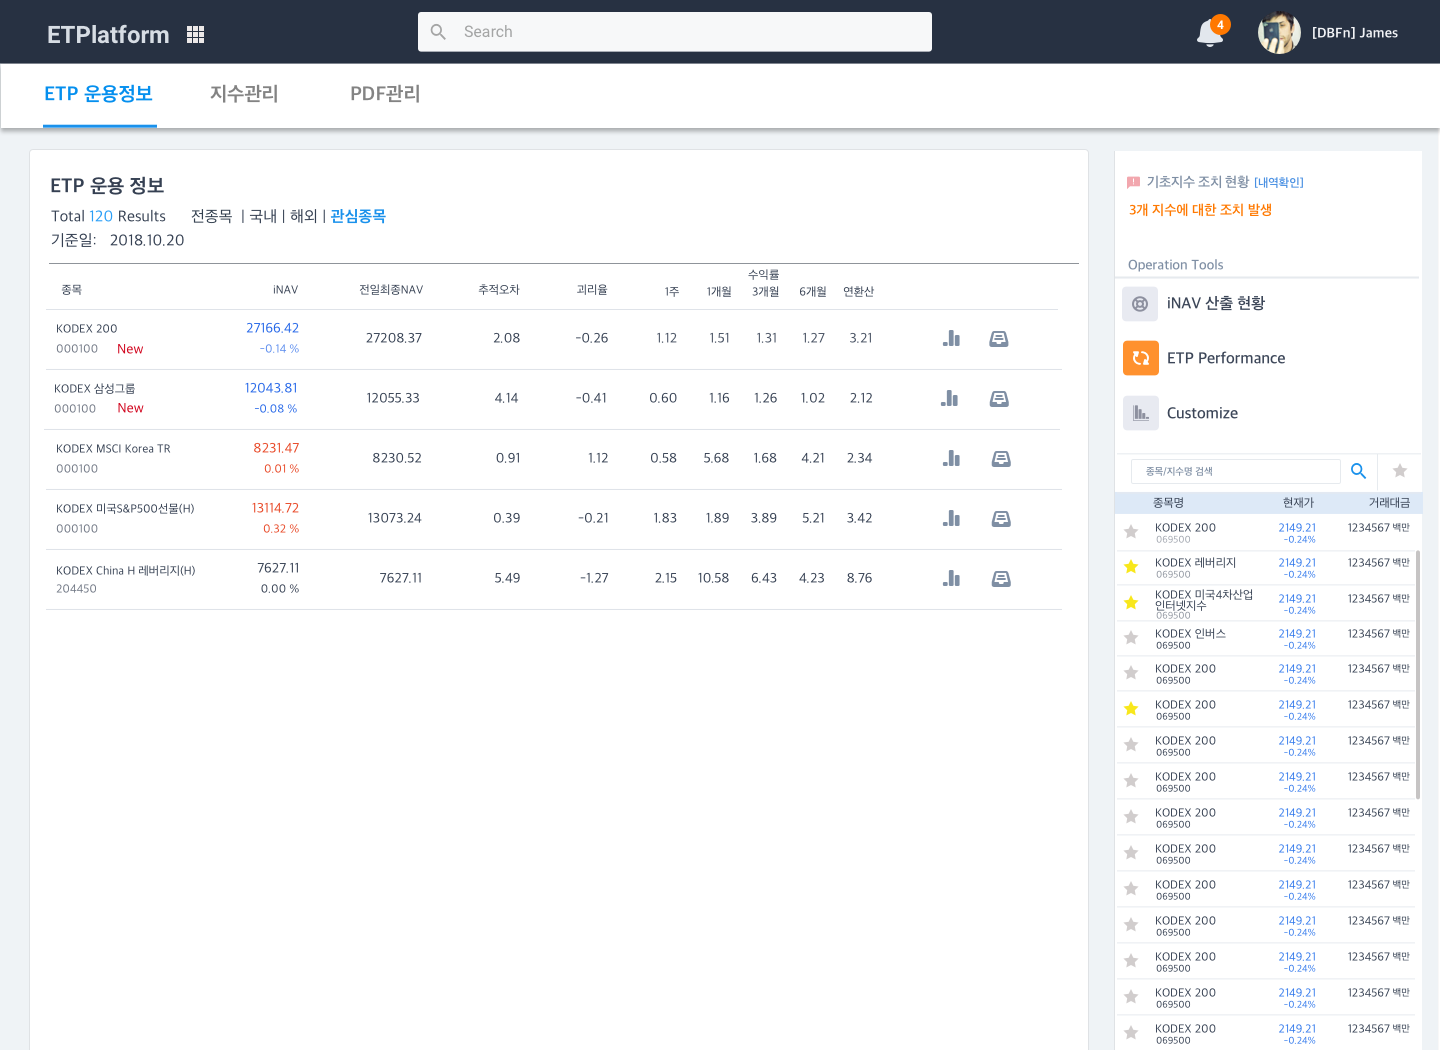 ETPlatform
Search
4
[DBFn] James
ETP 운용정보 지수관리 PDF관리
ETP 운용 정보
Total 120 Results 전종목 | 국내 | 해외 | 관심종목
기준일: 2018.10.20
수익률
종목 iNAV 전일최종NAV 추적오차 괴리율 1주 1개월 3개월 6개월 연환산
KODEX 200 27166.42
27208.37 2.08 -0.26 1.12 1.51 1.31 1.27 3.21
000100 New -0.14 %
KODEX 삼성그룹 12043.81
12055.33 4.14 -0.41 0.60 1.16 1.26 1.02 2.12
000100 New -0.08 %
KODEX MSCI Korea TR 8231.47
8230.52 0.91 1.12 0.58 5.68 1.68 4.21 2.34
000100 0.01 %
KODEX 미국S&P500선물(H) 13114.72
13073.24 0.39 -0.21 1.83 1.89 3.89 5.21 3.42
000100 0.32 %
KODEX China H 레버리지(H) 7627.11
7627.11 5.49 -1.27 2.15 10.58 6.43 4.23 8.76
204450 0.00 %
기초지수 조치 현황 [내역확인]
3개 지수에 대한 조치 발생
Operation Tools
iNAV 산출 현황
ETP Performance
Customize
종목/지수명 검색
종목명 현재가 거래대금
KODEX 200 2149.21 1234567 백만
069500 -0.24%
KODEX 레버리지 2149.21 1234567 백만
069500 -0.24%
KODEX 미국4차산업 2149.21 1234567 백만
인터넷지수 -0.24%
069500
KODEX 인버스 2149.21 1234567 백만
069500 -0.24%
KODEX 200 2149.21 1234567 백만
069500 -0.24%
KODEX 200 2149.21 1234567 백만
069500 -0.24%
KODEX 200 2149.21 1234567 백만
069500 -0.24%
KODEX 200 2149.21 1234567 백만
069500 -0.24%
KODEX 200 2149.21 1234567 백만
069500 -0.24%
KODEX 200 2149.21 1234567 백만
069500 -0.24%
KODEX 200 2149.21 1234567 백만
069500 -0.24%
KODEX 200 2149.21 1234567 백만
069500 -0.24%
KODEX 200 2149.21 1234567 백만
069500 -0.24%
KODEX 200 2149.21 1234567 백만
069500 -0.24%
KODEX 200 2149.21 1234567 백만
069500 -0.24%